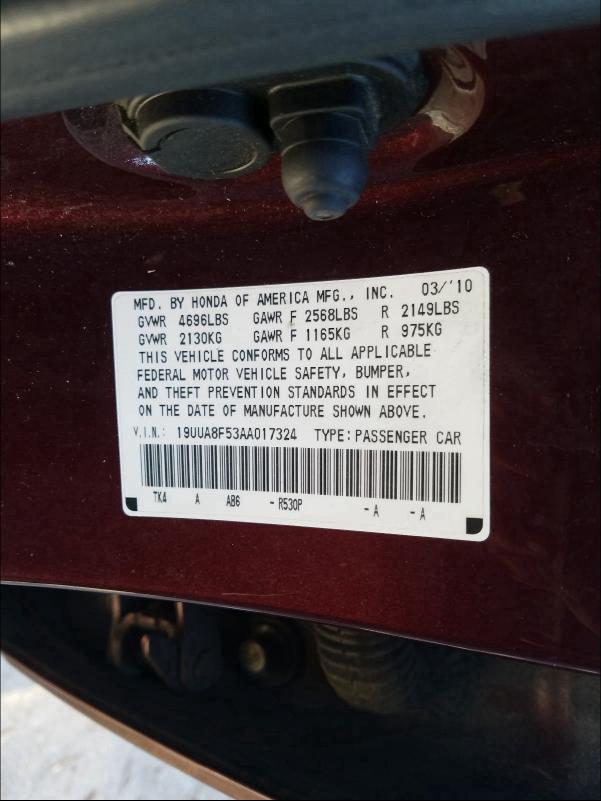 MFD. BY HONDA OF AMERICA MFG., INC. 03/'10
GVWR 4696LBS GAWR F 2568LBS R 2149LBS
GVWR 2130KG GAWR F 1165KG R 975KG
THIS VEHICLE CONFORMS TO ALL APPLICABLE
FEDERAL MOTOR VEHICLE SAFETY, BUMPER,
AND THEFT PREVENTION STANDARDS IN EFFECT
ON THE DATE OF MANUFACTURE SHOWN ABOVE.
V.I.N.: 19UUA8F53AA017324 TYPE: PASSENGER CAR
TK4 A AB6 - R530P - A - A